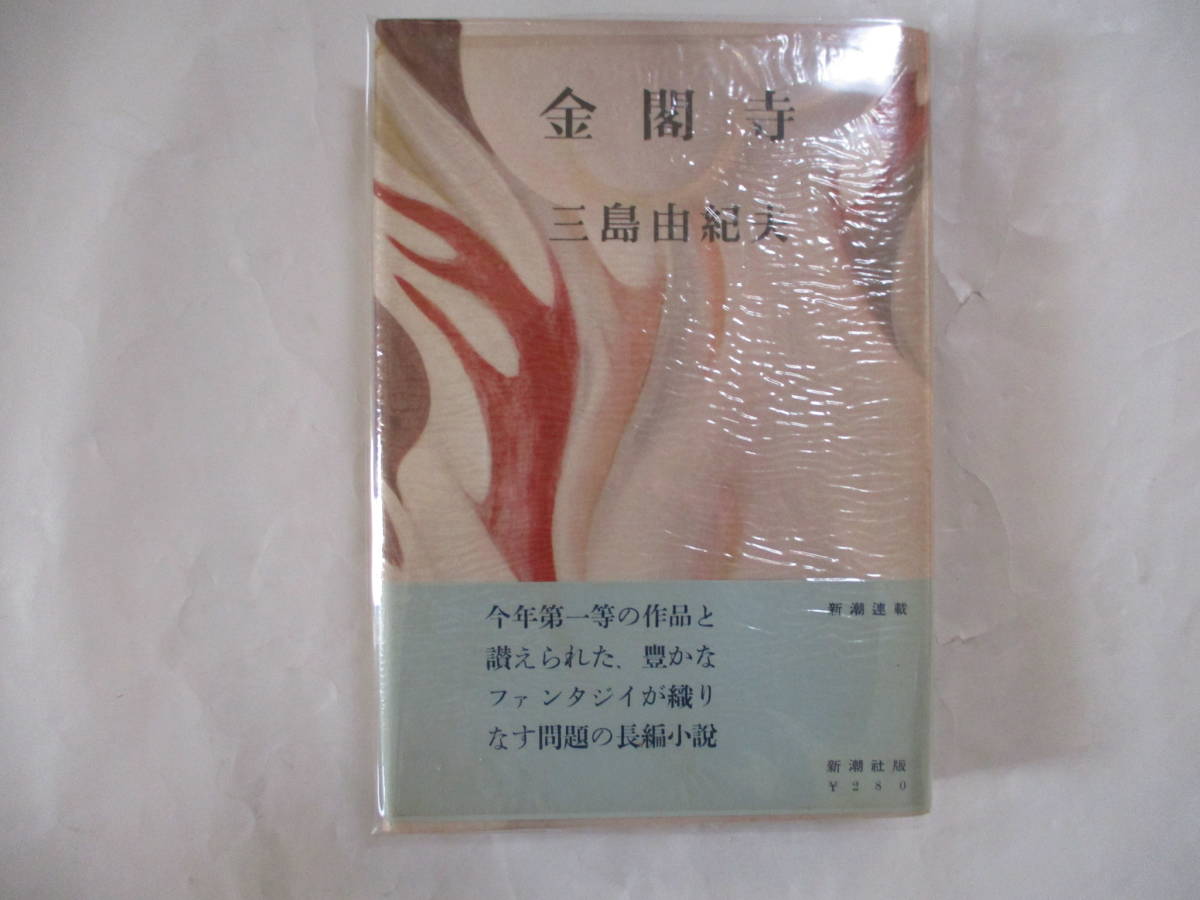 金閣寺
三島由紀夫
今年第一等の作品と
讃えられた、豊かな
ファンタジイが織り
なす問題の長編小説
新潮連載
新潮社版
¥280